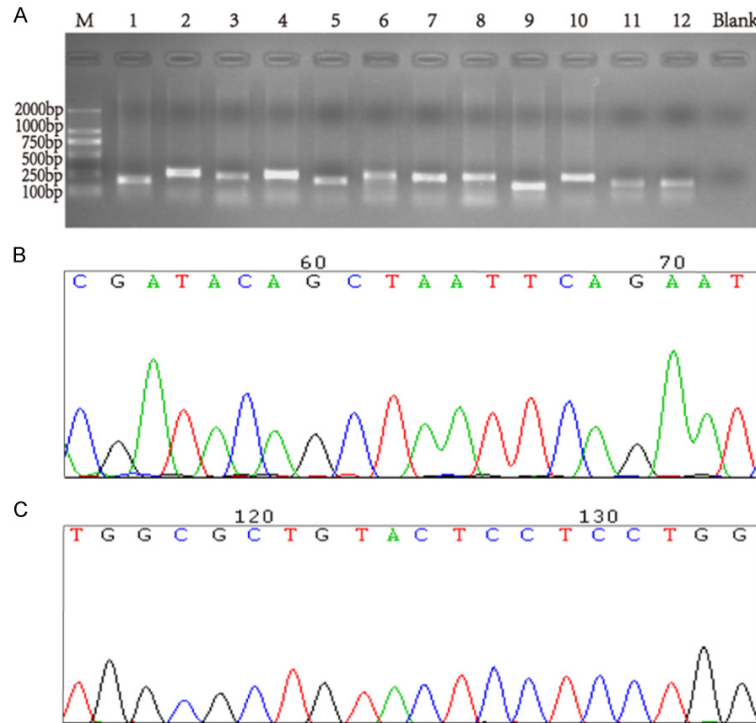 A
M 1 2 3 4 5 6 7 8 9 10 11 12 Blank
2000bp
1000bp
750bp
500bp
250bp
100bp
B
60 70
C G A T A C A G C T A A T T C A G A A T
C
120 130
T G G C G C T G T A C T C C T C C T G G